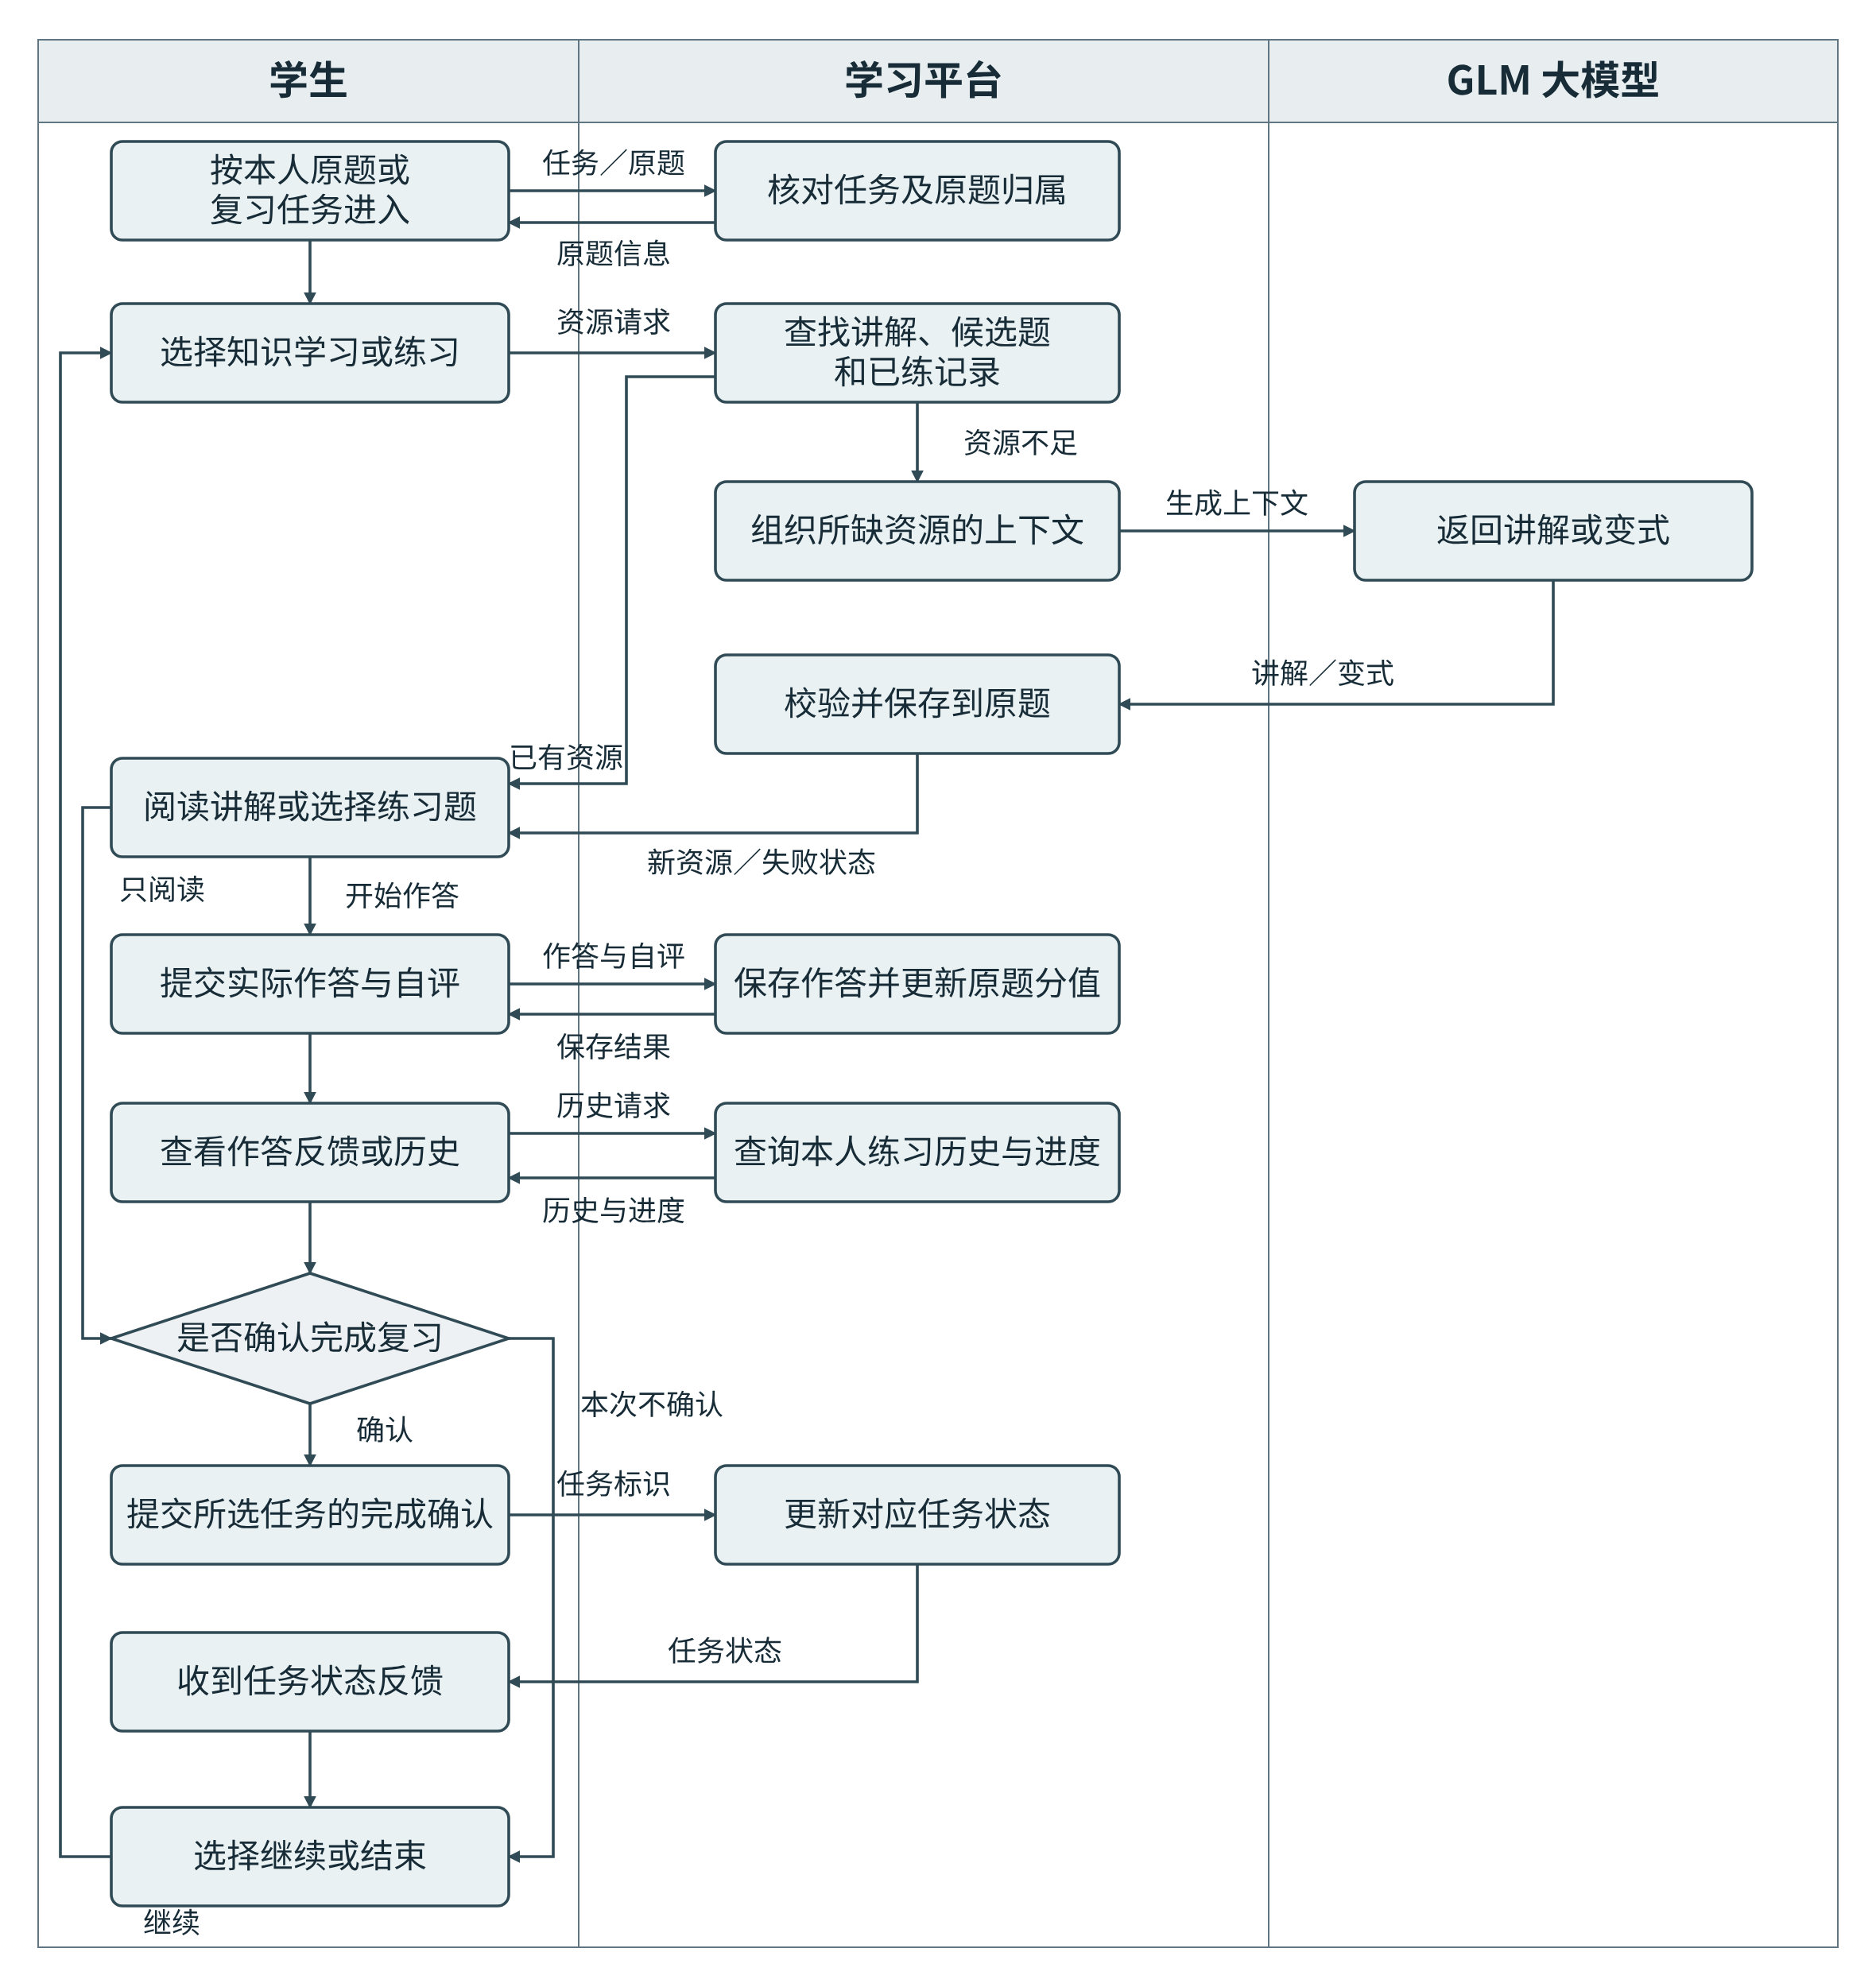 学生
学习平台
GLM 大模型
按本人原题或
复习任务进入
任务／原题
核对任务及原题归属
原题信息
选择知识学习或练习
资源请求
查找讲解、候选题
和已练记录
资源不足
组织所缺资源的上下文
生成上下文
返回讲解或变式
讲解／变式
校验并保存到原题
已有资源
阅读讲解或选择练习题
新资源／失败状态
只阅读
开始作答
提交实际作答与自评
作答与自评
保存作答并更新原题分值
保存结果
历史请求
查看作答反馈或历史
查询本人练习历史与进度
历史与进度
是否确认完成复习
本次不确认
确认
任务标识
提交所选任务的完成确认
更新对应任务状态
任务状态
收到任务状态反馈
选择继续或结束
继续